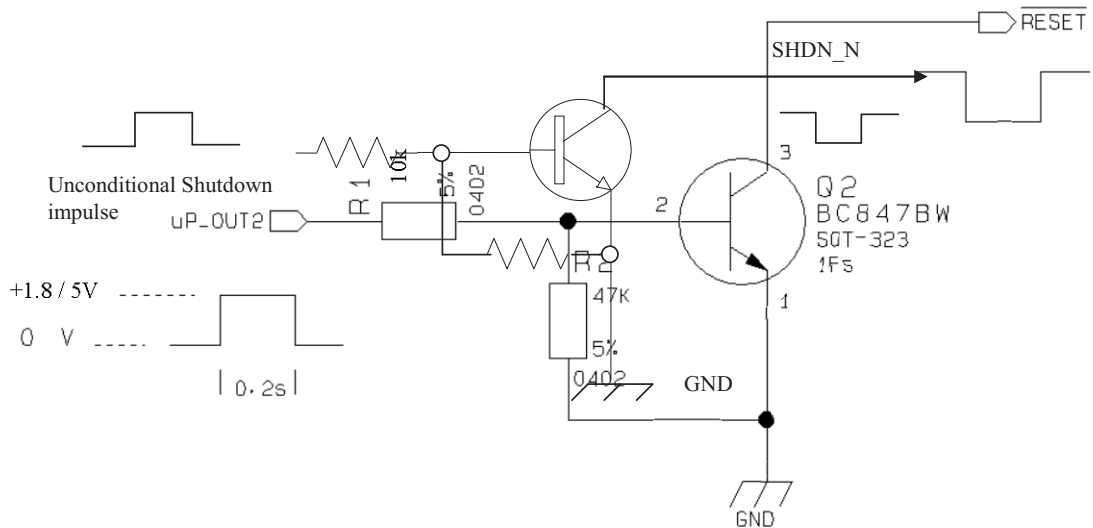 RESET
SHDN_N
3
Q2
BC847BW
SOT-323
1Fs
2
1
Unconditional Shutdown
impulse
uP_OUT2
R1
10k
5%
0402
R2
47K
5%
0402
+1.8 / 5V
0 V
0.2s
GND
GND